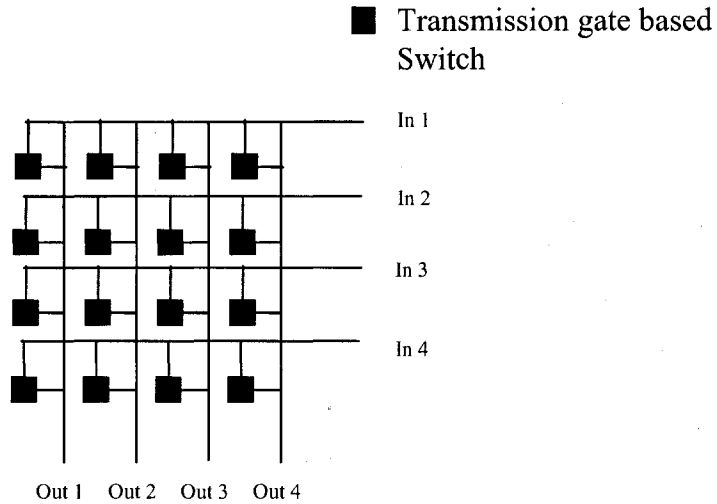 Transmission gate based
Switch
In 1
In 2
In 3
In 4
Out 1 Out 2 Out 3 Out 4